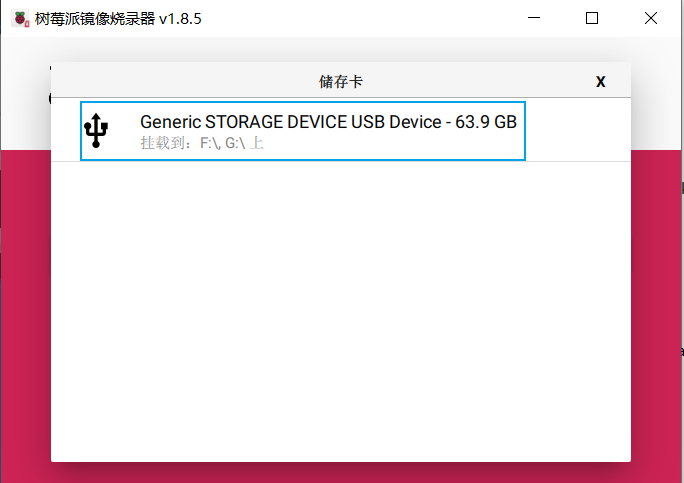 树莓派镜像烧录器 v1.8.5
储存卡
X
Generic STORAGE DEVICE USB Device - 63.9 GB
挂载到：F:\, G:\ 上